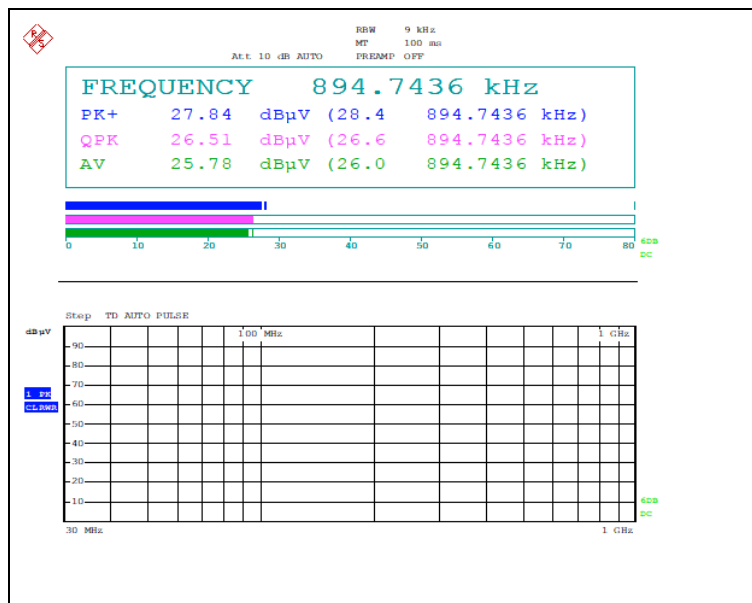 R S
RBW 9 kHz
MT 100 ms
Att 10 dB AUTO PREAMP OFF
FREQUENCY 894.7436 kHz
PK+ 27.84 dBµV (28.4 894.7436 kHz)
QPK 26.51 dBµV (26.6 894.7436 kHz)
AV 25.78 dBµV (26.0 894.7436 kHz)
0 10 20 30 40 50 60 70 80
6DB
DC
Step TD AUTO PULSE
dBµV
100 MHz 1 GHz
90
80
70
1 PK
CLRWR
60
50
40
30
20
10
6DB
DC
30 MHz 1 GHz